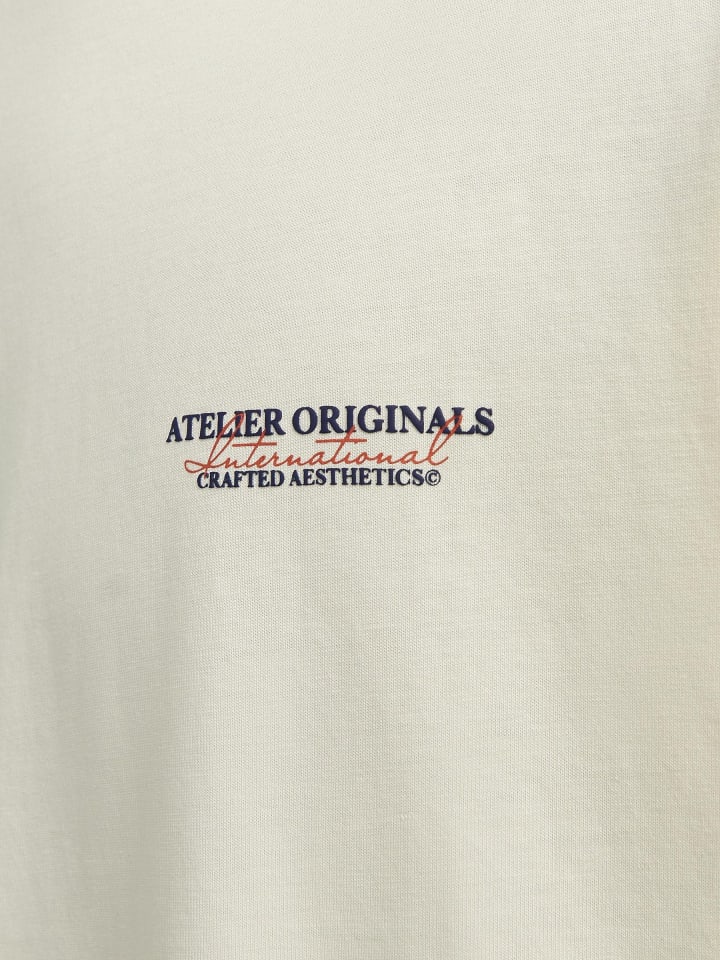 ATELIER ORIGINALS
International
CRAFTED AESTHETICS©